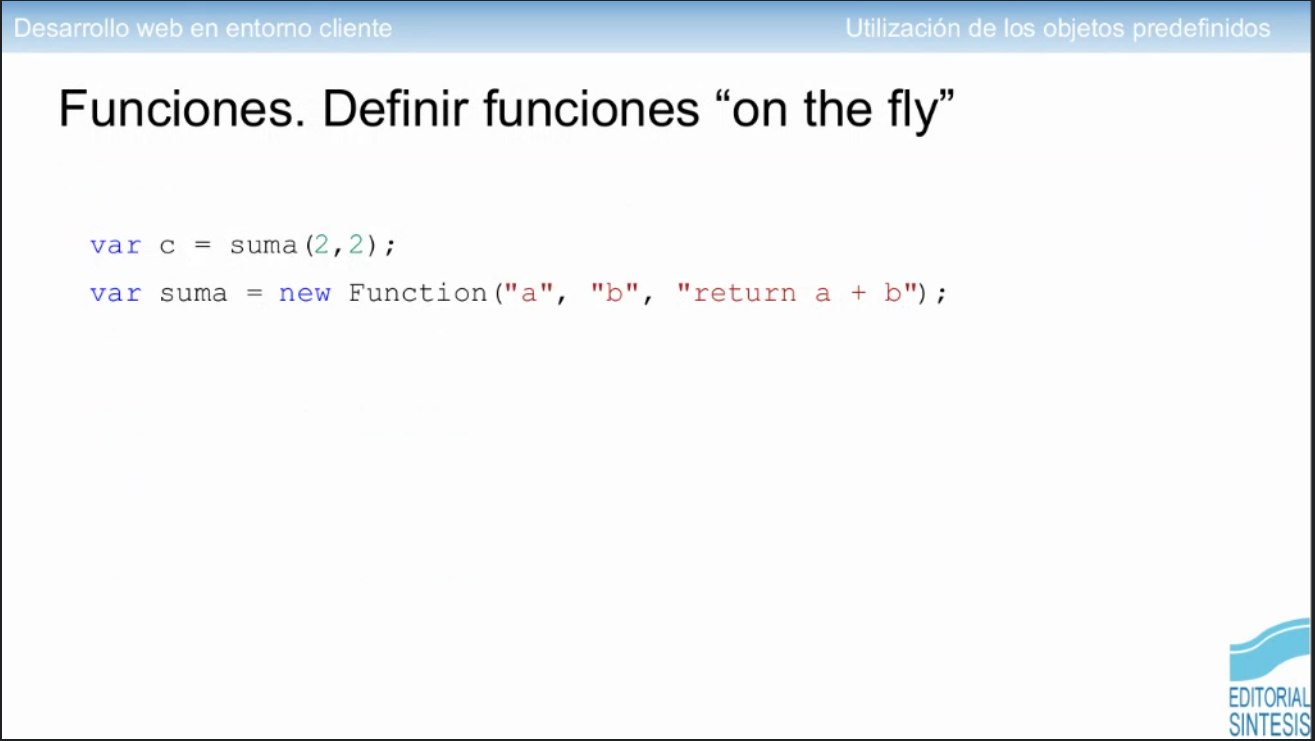 Desarrollo web en entorno cliente
Utilización de los objetos predefinidos
Funciones. Definir funciones “on the fly”
var c = suma(2,2);
var suma = new Function("a", "b", "return a + b");
EDITORIAL
SINTESIS